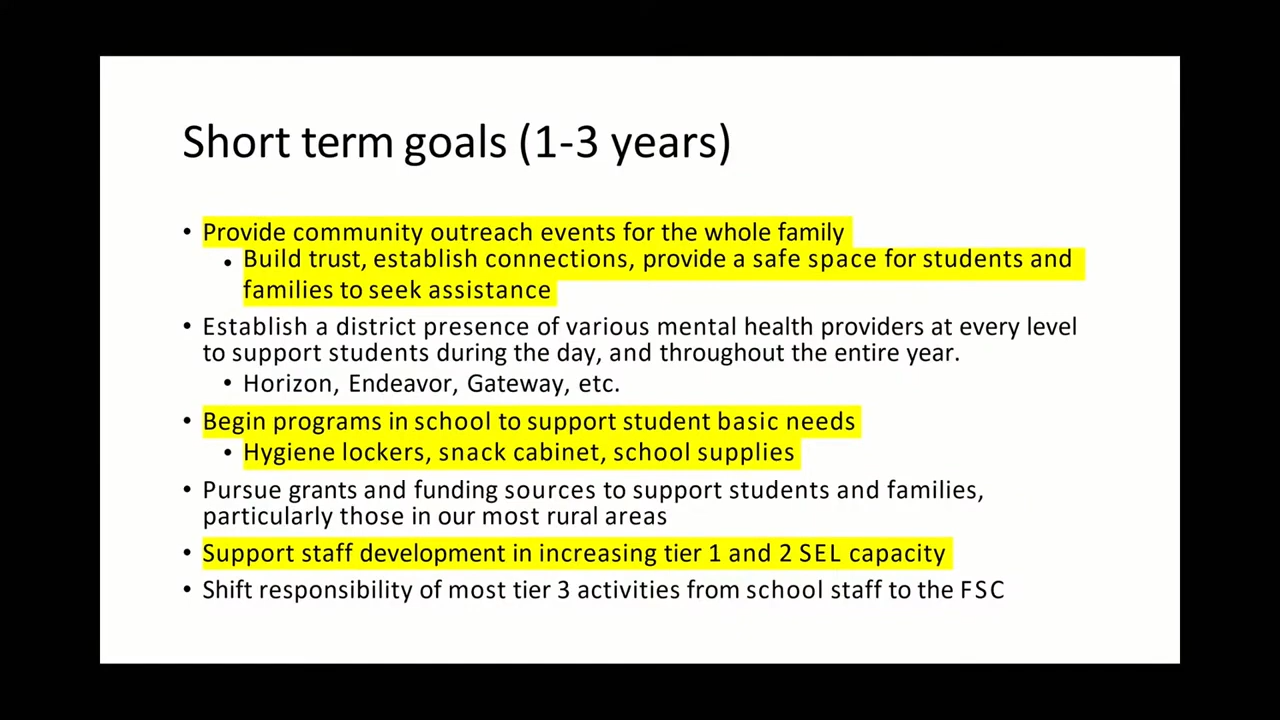 Short term goals (1-3 years)
• Provide community outreach events for the whole family
• Build trust, establish connections, provide a safe space for students and
families to seek assistance
• Establish a district presence of various mental health providers at every level
to support students during the day, and throughout the entire year.
• Horizon, Endeavor, Gateway, etc.
• Begin programs in school to support student basic needs
• Hygiene lockers, snack cabinet, school supplies
• Pursue grants and funding sources to support students and families,
particularly those in our most rural areas
• Support staff development in increasing tier 1 and 2 SEL capacity
• Shift responsibility of most tier 3 activities from school staff to the FSC